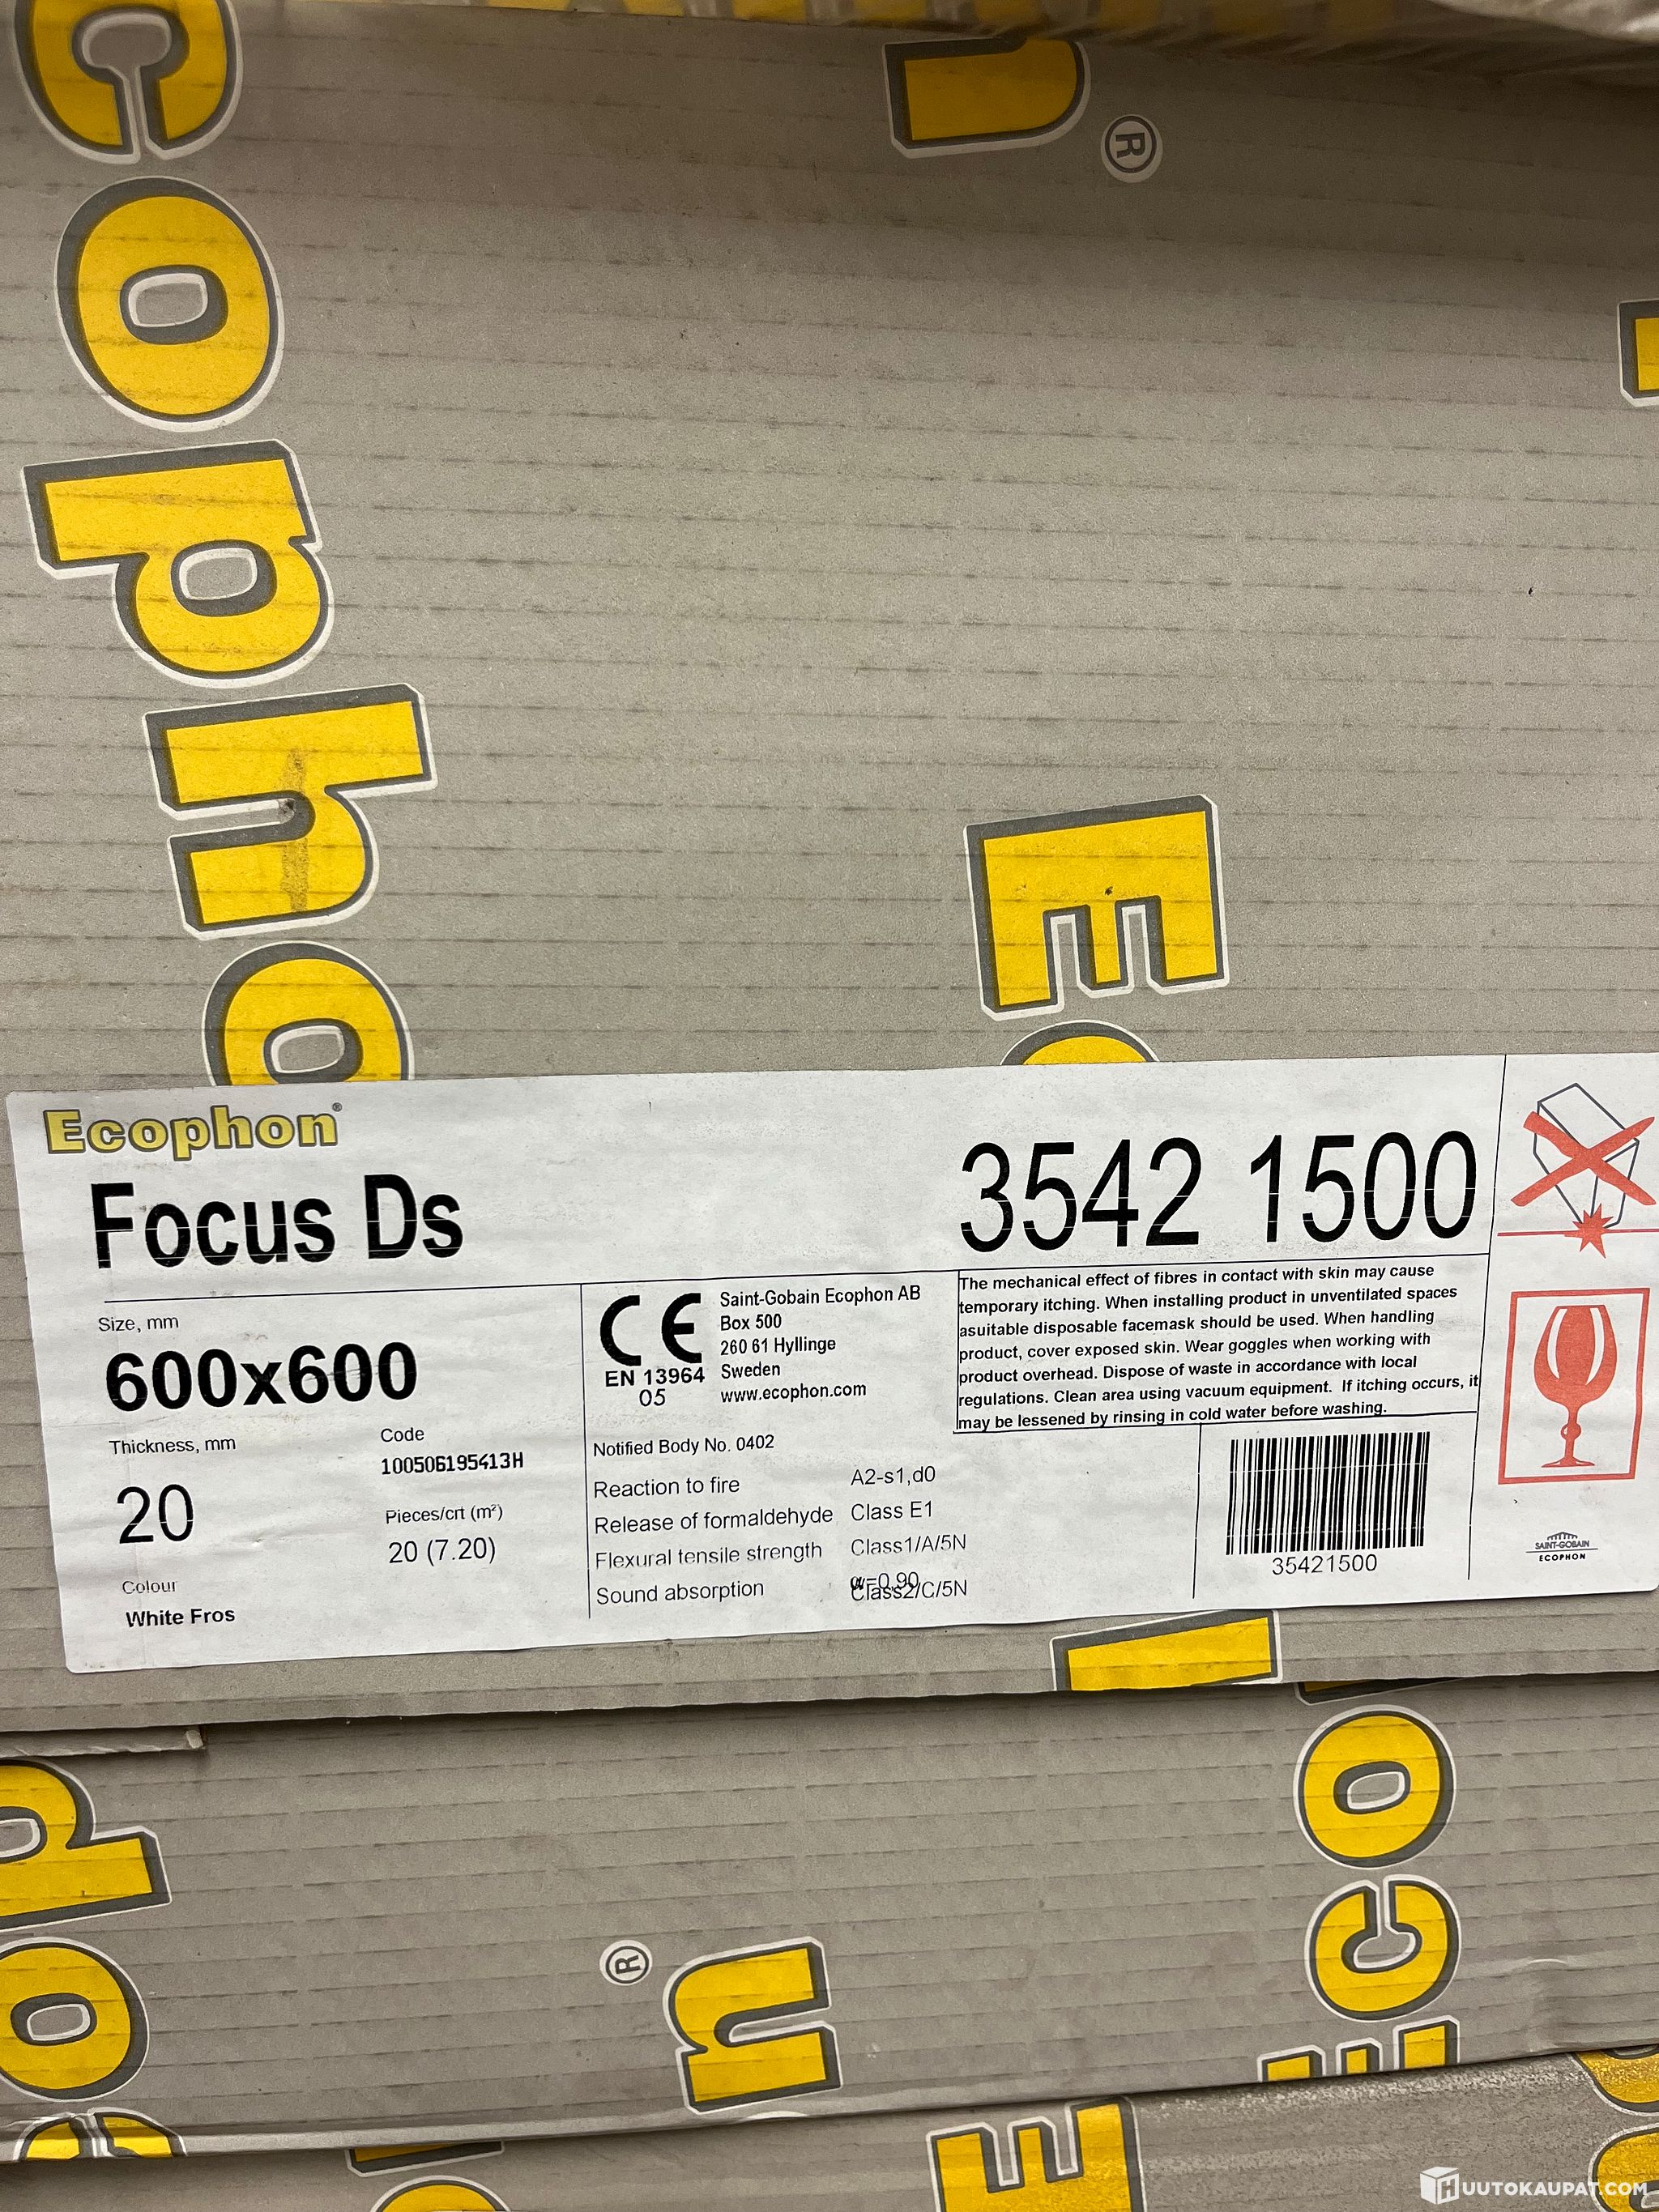 Ecophon
®
E
Ecophon®
Focus Ds
3542 1500
Size, mm
600x600
Thickness, mm
20
Code
100506195413H
Pieces/crt (m²)
20 (7.20)
Colour
White Fros
CE
EN 13964
05
Saint-Gobain Ecophon AB
Box 500
260 61 Hyllinge
Sweden
www.ecophon.com
Notified Body No. 0402
Reaction to fire A2-s1,d0
Release of formaldehyde Class E1
Flexural tensile strength Class1/A/5N
Sound absorption α=0,90
Class2/C/5N
The mechanical effect of fibres in contact with skin may cause
temporary itching. When installing product in unventilated spaces
asuitable disposable facemask should be used. When handling
product, cover exposed skin. Wear goggles when working with
product overhead. Dispose of waste in accordance with local
regulations. Clean area using vacuum equipment. If itching occurs, it
may be lessened by rinsing in cold water before washing.
35421500
SAINT-GOBAIN
ECOPHON
n®
Eco
HUUTOKAUPAT.COM